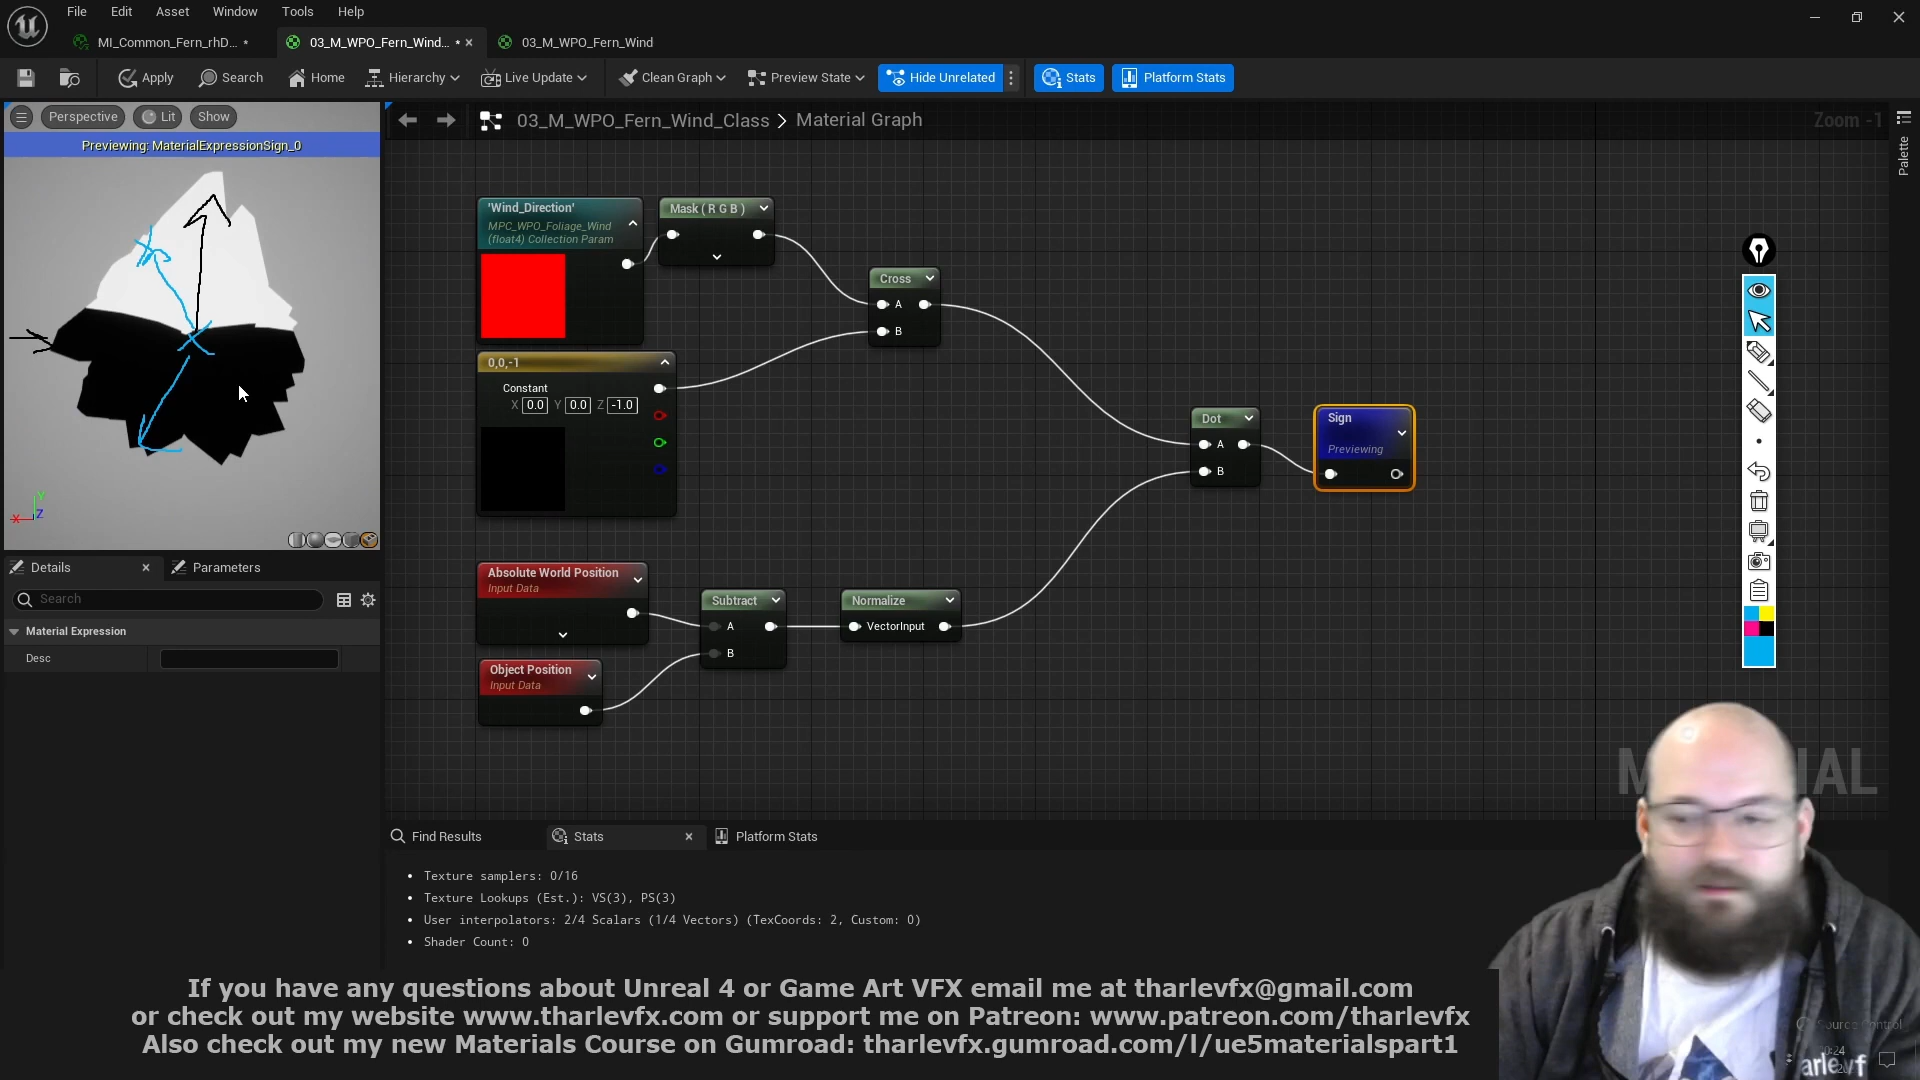 File Edit Asset Window Tools Help
MI_Common_Fern_rhD... • 03_M_WPO_Fern_Wind... • 03_M_WPO_Fern_Wind
Apply Search Home Hierarchy Live Update Clean Graph Preview State Hide Unrelated Stats Platform Stats
Perspective Lit Show
03_M_WPO_Fern_Wind_Class > Material Graph
Zoom -1
Palette
Previewing: MaterialExpressionSign_0
'Wind_Direction'
MPC_WPO_Foliage_Wind
(float4) Collection Param
Mask ( R G B )
Cross
A
B
0,0,-1
Constant
X 0.0 Y 0.0 Z -1.0
Dot
A
B
Sign
Previewing
Y
X Z
Absolute World Position
Input Data
Object Position
Input Data
Subtract
A
B
Normalize
VectorInput
Details Parameters
Search
Material Expression
Desc
Find Results Stats Platform Stats
Texture samplers: 0/16
Texture Lookups (Est.): VS(3), PS(3)
User interpolators: 2/4 Scalars (1/4 Vectors) (TexCoords: 2, Custom: 0)
Shader Count: 0
If you have any questions about Unreal 4 or Game Art VFX email me at tharlevfx@gmail.com
or check out my website www.tharlevfx.com or support me on Patreon: www.patreon.com/tharlevfx
Also check out my new Materials Course on Gumroad: tharlevfx.gumroad.com/l/ue5materialspart1
Source Control